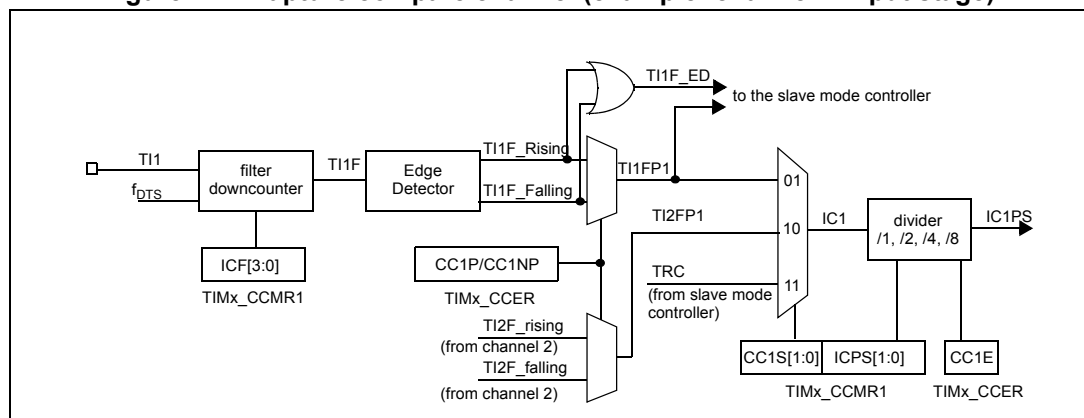 TI1F_ED
to the slave mode controller
TI1
f_DTS
filter
downcounter
TI1F
Edge
Detector
TI1F_Rising
TI1F_Falling
TI1FP1
TI2FP1
01
10
11
IC1
divider
/1, /2, /4, /8
IC1PS
ICF[3:0]
TIMx_CCMR1
CC1P/CC1NP
TIMx_CCER
TRC
(from slave mode
controller)
TI2F_rising
(from channel 2)
TI2F_falling
(from channel 2)
CC1S[1:0]
ICPS[1:0]
TIMx_CCMR1
CC1E
TIMx_CCER